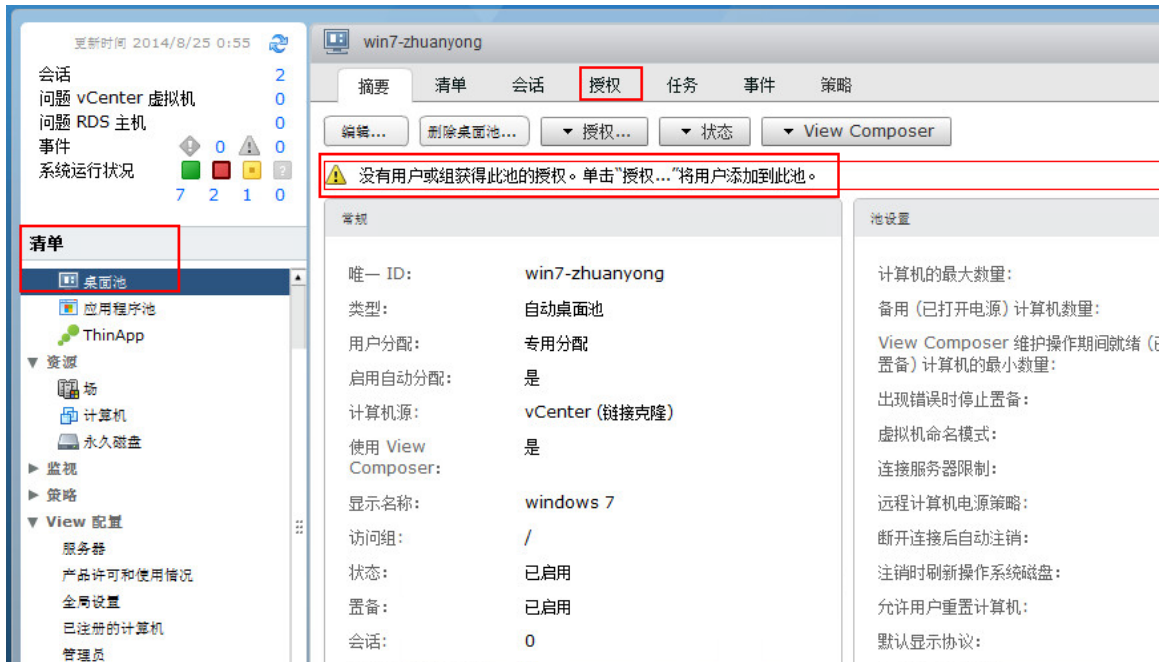 更新时间 2014/8/25 0:55
会话 2
问题 vCenter 虚拟机 0
问题 RDS 主机 0
事件 0 0
系统运行状况
7 2 1 0
清单
桌面池
应用程序池
ThinApp
资源
场
计算机
永久磁盘
监视
策略
View 配置
服务器
产品许可和使用情况
全局设置
已注册的计算机
管理员
win7-zhuanyong
摘要 清单 会话 授权 任务 事件 策略
编辑... 删除桌面池... 授权... 状态 View Composer
没有用户或组获得此池的授权。单击“授权...”将用户添加到此池。
常规
唯一 ID: win7-zhuanyong
类型: 自动桌面池
用户分配: 专用分配
启用自动分配: 是
计算机源: vCenter (链接克隆)
使用 View 是
Composer:
显示名称: windows 7
访问组: /
状态: 已启用
置备: 已启用
会话: 0
池设置
计算机的最大数量:
备用 (已打开电源) 计算机数量:
View Composer 维护操作期间就绪 (已
置备) 计算机的最小数量:
出现错误时停止置备:
虚拟机命名模式:
连接服务器限制:
远程计算机电源策略:
断开连接后自动注销:
注销时刷新操作系统磁盘:
允许用户重置计算机:
默认显示协议: